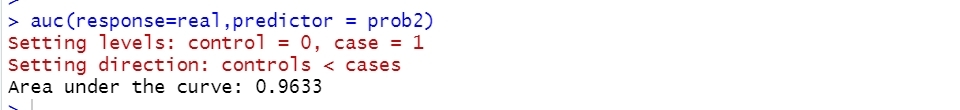 >
> auc(response=real,predictor = prob2)
Setting levels: control = 0, case = 1
Setting direction: controls < cases
Area under the curve: 0.9633
>